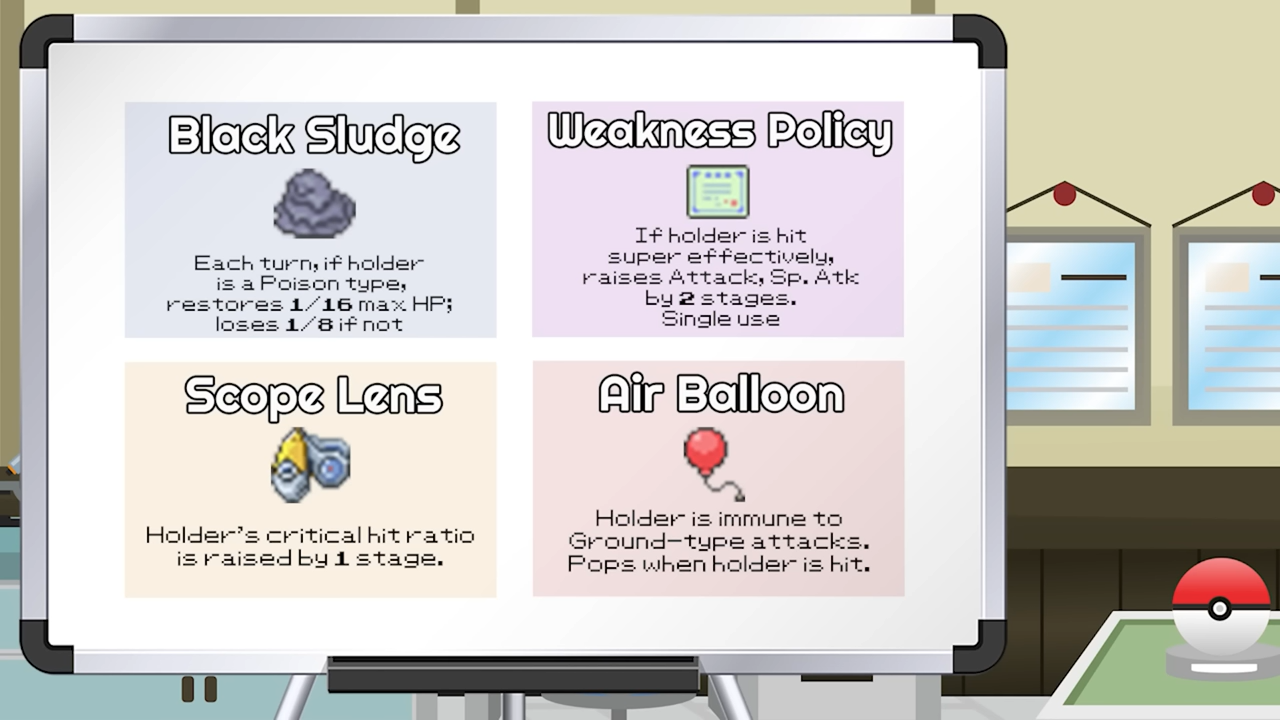 Black Sludge
Each turn, if holder
is a Poison type,
restores 1/16 max HP;
loses 1/8 if not
Weakness Policy
If holder is hit
super effectively,
raises Attack, Sp. Atk
by 2 stages.
Single use
Scope Lens
Holder's critical hit ratio
is raised by 1 stage.
Air Balloon
Holder is immune to
Ground-type attacks.
Pops when holder is hit.